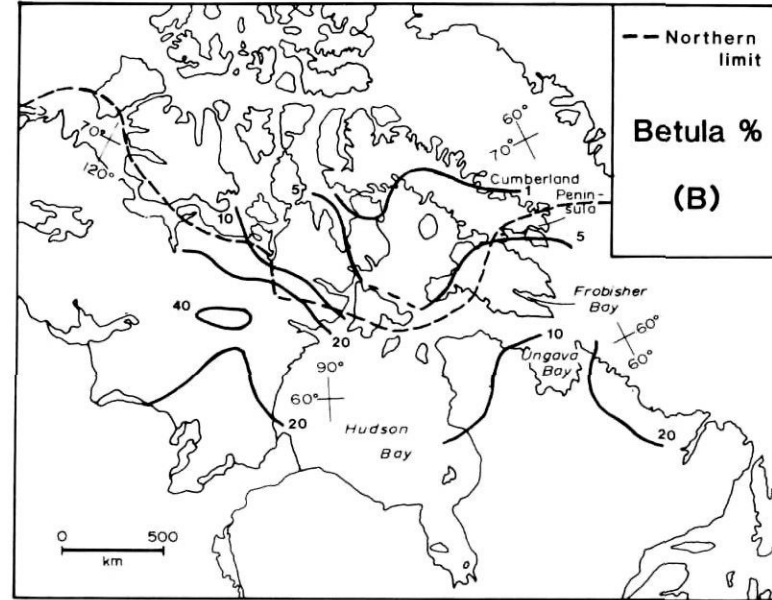 Northern
limit
Betula %
(B)
60°
70°
70°
120°
Cumberland
Penin-
sula
1
5
5
10
Frobisher
Bay
40
20
10
60°
60°
Ungava
Bay
90°
60°
20
20
Hudson
Bay
0 500
km